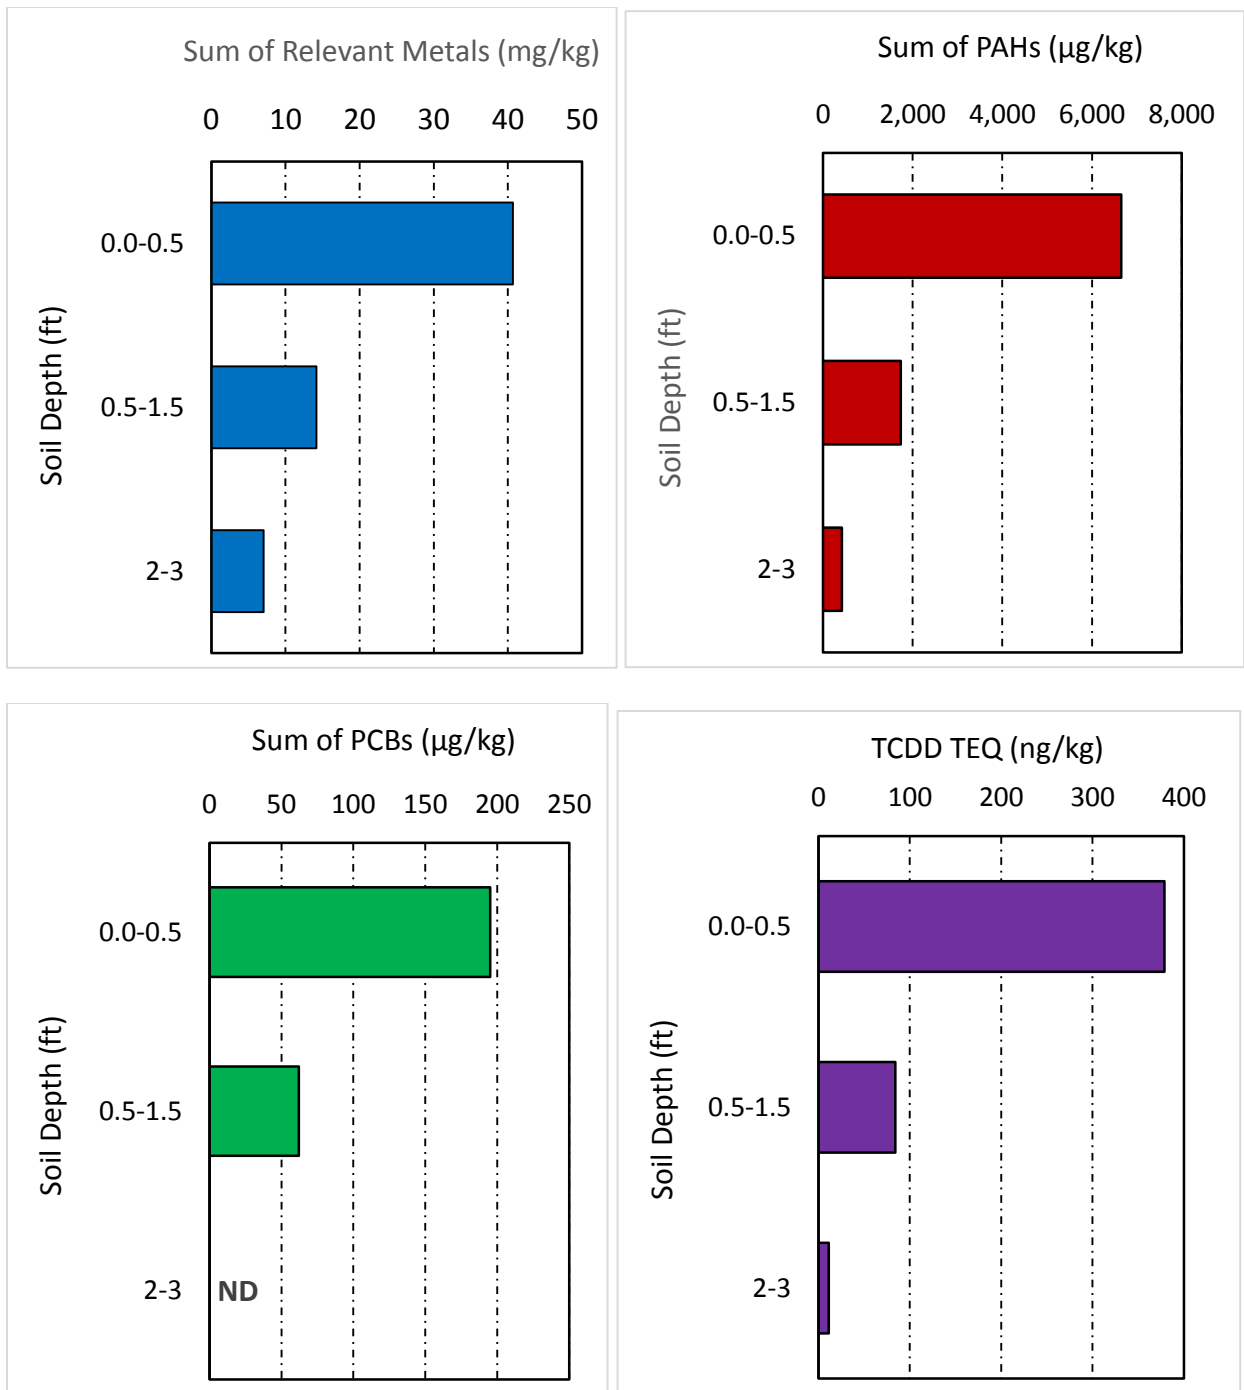 Sum of Relevant Metals (mg/kg)
0 10 20 30 40 50
0.0-0.5
0.5-1.5
2-3
Soil Depth (ft)
Sum of PAHs (µg/kg)
0 2,000 4,000 6,000 8,000
0.0-0.5
0.5-1.5
2-3
Soil Depth (ft)
Sum of PCBs (µg/kg)
0 50 100 150 200 250
0.0-0.5
0.5-1.5
2-3 ND
Soil Depth (ft)
TCDD TEQ (ng/kg)
0 100 200 300 400
0.0-0.5
0.5-1.5
2-3
Soil Depth (ft)